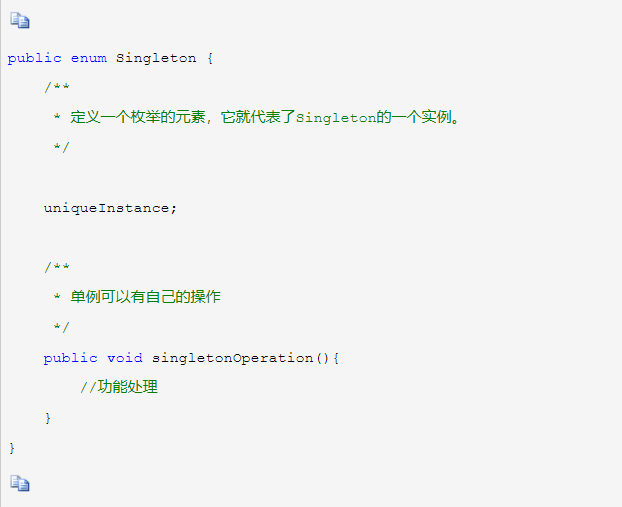 public enum Singleton {
    /**
     * 定义一个枚举的元素，它就代表了Singleton的一个实例。
     */
    uniqueInstance;
    /**
     * 单例可以有自己的操作
     */
    public void singletonOperation(){
        //功能处理
    }
}